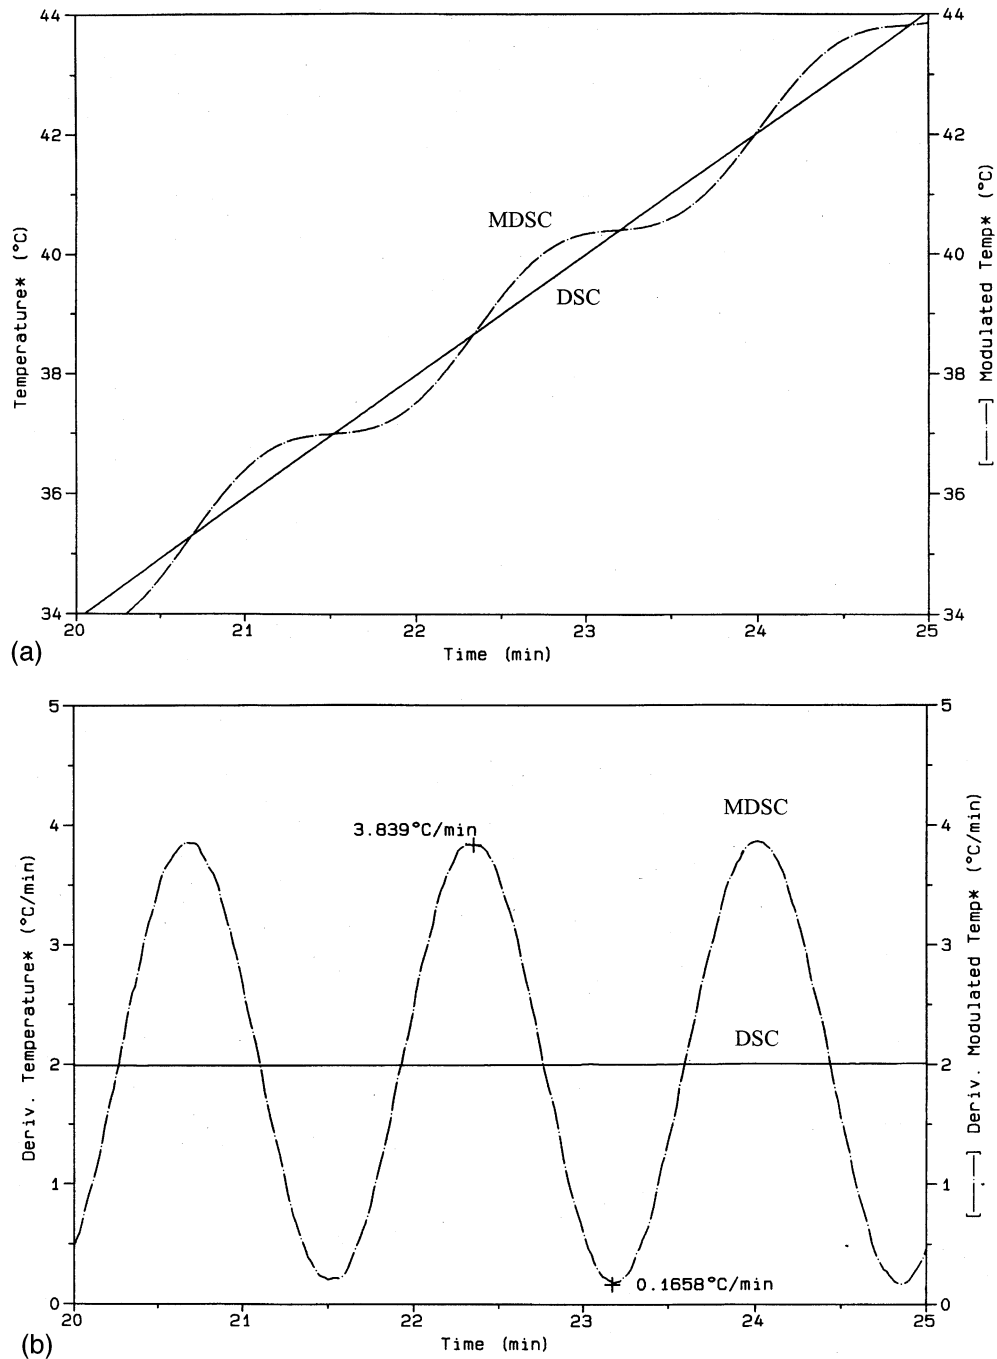 44
42
40
38
36
34
Temperature* (°C)
44
42
40
38
36
34
[—·—] Modulated Temp* (°C)
MDSC
DSC
20 21 22 23 24 25
Time (min)
(a)
5
4
3
2
1
0
Deriv. Temperature* (°C/min)
5
4
3
2
1
0
[—·—] Deriv. Modulated Temp* (°C/min)
MDSC
3.839°C/min
DSC
0.1658°C/min
20 21 22 23 24 25
Time (min)
(b)